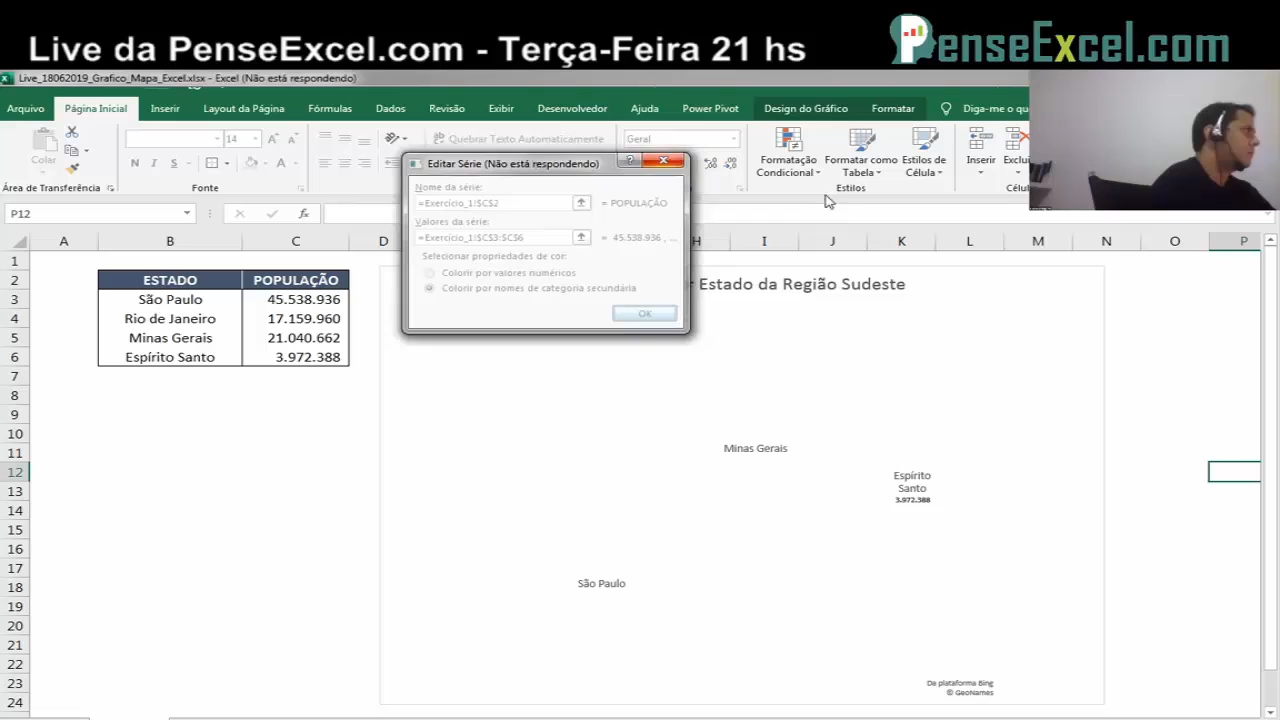 Live da PenseExcel.com - Terça-Feira 21 hs
PenseExcel.com
Live_18062019_Grafico_Mapa_Excel.xlsx - Excel (Não está respondendo)
Arquivo Página Inicial Inserir Layout da Página Fórmulas Dados Revisão Exibir Desenvolvedor Ajuda Power Pivot Design do Gráfico Formatar Diga-me o qu
Colar
14
N I S
Quebrar Texto Automaticamente
Geral
Formatação Condicional
Formatar como Tabela
Estilos de Célula
Inserir
Exclui
Área de Transferência
Fonte
Estilos
Célu
Editar Série (Não está respondendo)
Nome da série:
=Exercício_1!$C$2 = POPULAÇÃO
Valores da série:
=Exercício_1!$C$3:$C$6 = 45.538.936 , ...
Selecionar propriedades de cor:
Colorir por valores numéricos
Colorir por nomes de categoria secundária
OK
P12
fx
A B C D H I J K L M N O P
1
2 ESTADO POPULAÇÃO
3 São Paulo 45.538.936
4 Rio de Janeiro 17.159.960
5 Minas Gerais 21.040.662
6 Espírito Santo 3.972.388
7
8
9
10
11
12
13
14
15
16
17
18
19
20
21
22
23
24
Estado da Região Sudeste
Minas Gerais
Espírito
Santo
3.972.388
São Paulo
Da plataforma Bing
© GeoNames